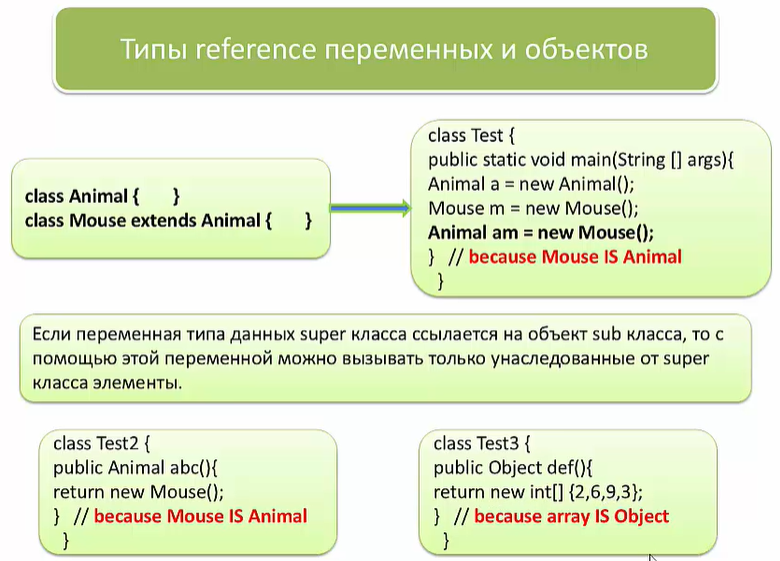 Типы reference переменных и объектов
class Animal {      }
class Mouse extends Animal {      }
class Test {
public static void main(String [] args){
Animal a = new Animal();
Mouse m = new Mouse();
Animal am = new Mouse();
}   // because Mouse IS Animal
}
Если переменная типа данных super класса ссылается на объект sub класса, то с
помощью этой переменной можно вызывать только унаследованные от super
класса элементы.
class Test2 {
public Animal abc(){
return new Mouse();
}   // because Mouse IS Animal
}
class Test3 {
public Object def(){
return new int[] {2,6,9,3};
}   // because array IS Object
}